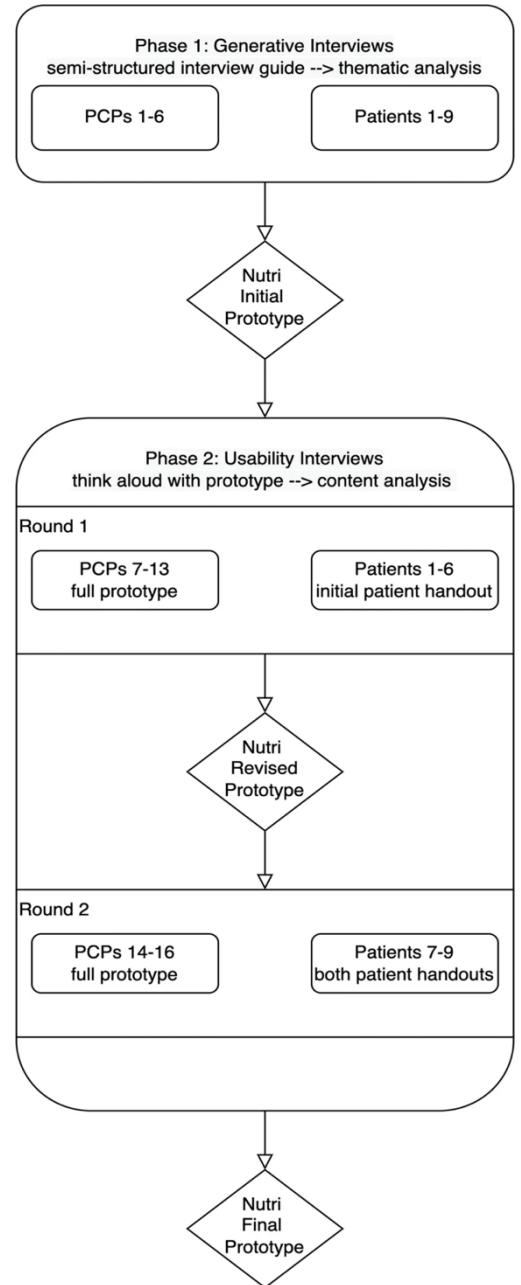 Phase 1: Generative Interviews
semi-structured interview guide --> thematic analysis
PCPs 1-6
Patients 1-9
Nutri
Initial
Prototype
Phase 2: Usability Interviews
think aloud with prototype --> content analysis
Round 1
PCPs 7-13
full prototype
Patients 1-6
initial patient handout
Nutri
Revised
Prototype
Round 2
PCPs 14-16
full prototype
Patients 7-9
both patient handouts
Nutri
Final
Prototype